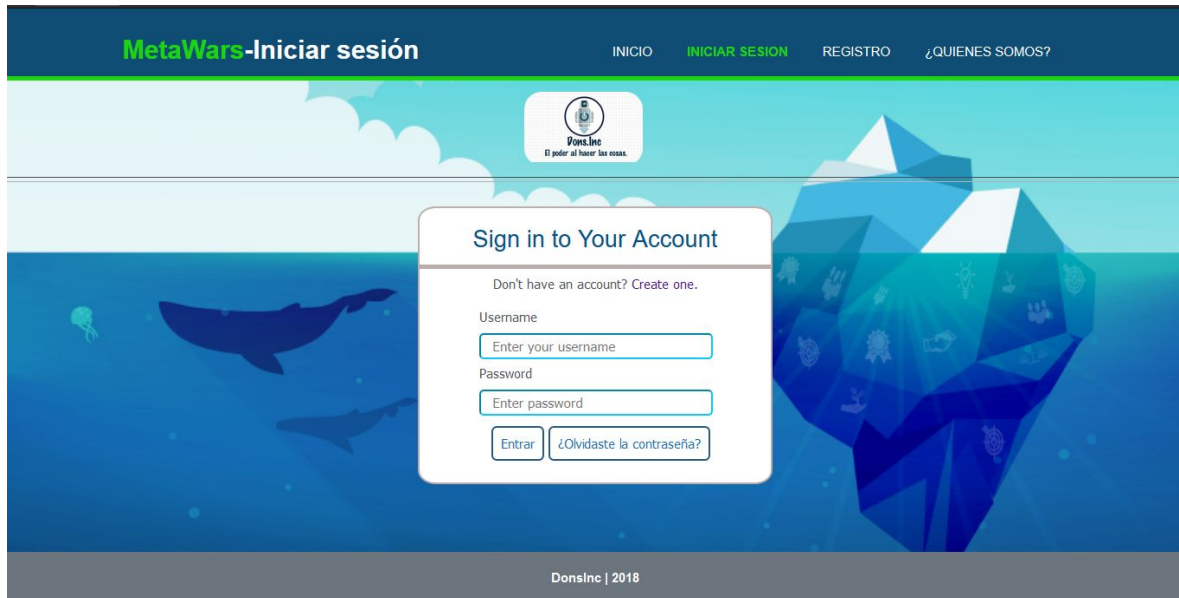 MetaWars-Iniciar sesión
INICIO INICIAR SESION REGISTRO ¿QUIENES SOMOS?
Dons.Inc
El poder al hacer las cosas.
Sign in to Your Account
Don't have an account? Create one.
Username
Enter your username
Password
Enter password
Entrar ¿Olvidaste la contraseña?
DonsInc | 2018